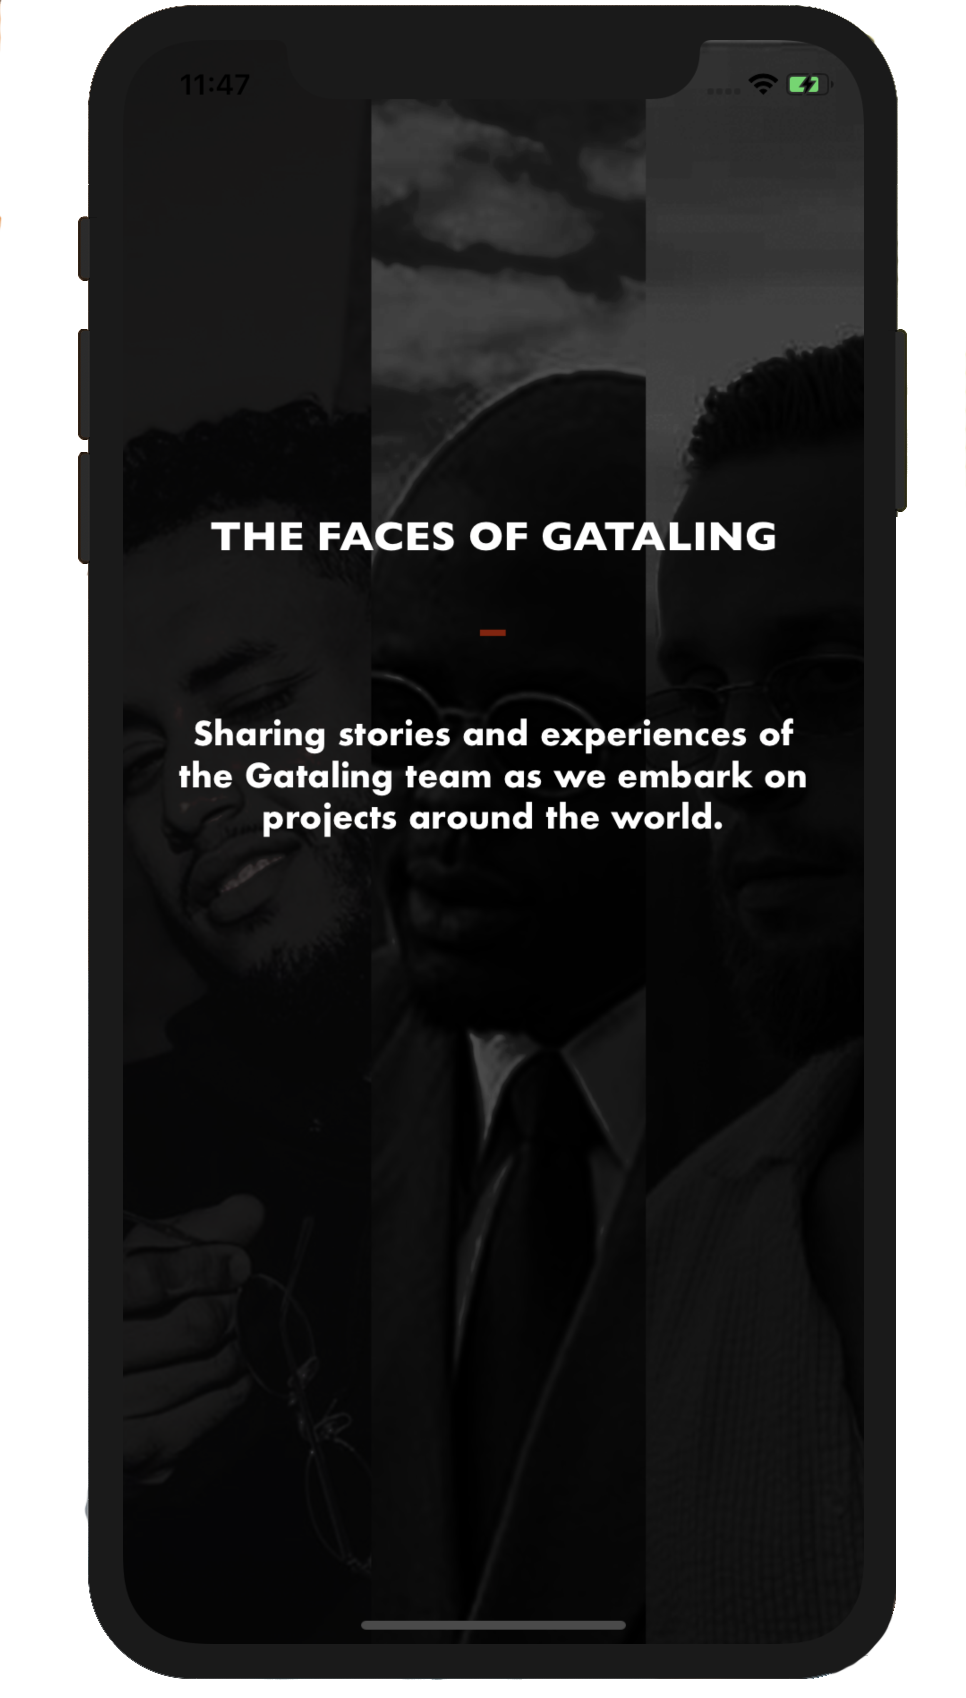 11:47
THE FACES OF GATALING
Sharing stories and experiences of
the Gataling team as we embark on
projects around the world.